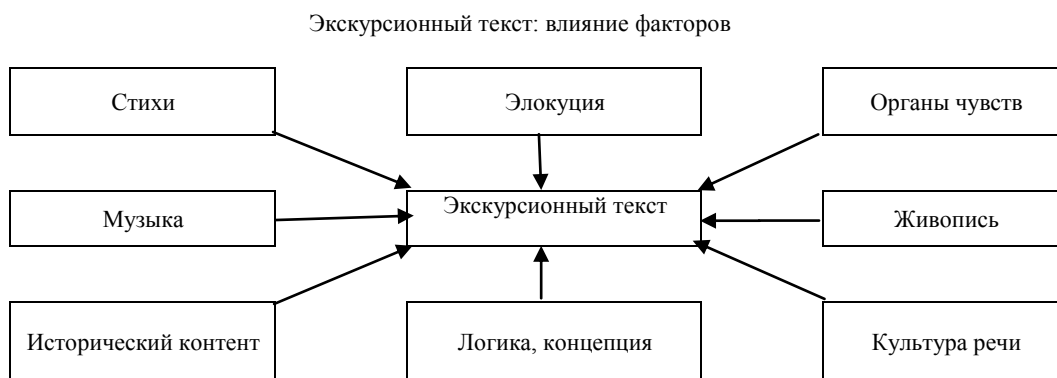 Экскурсионный текст: влияние факторов
Стихи
Элокуция
Органы чувств
Музыка
Экскурсионный текст
Живопись
Исторический контент
Логика, концепция
Культура речи